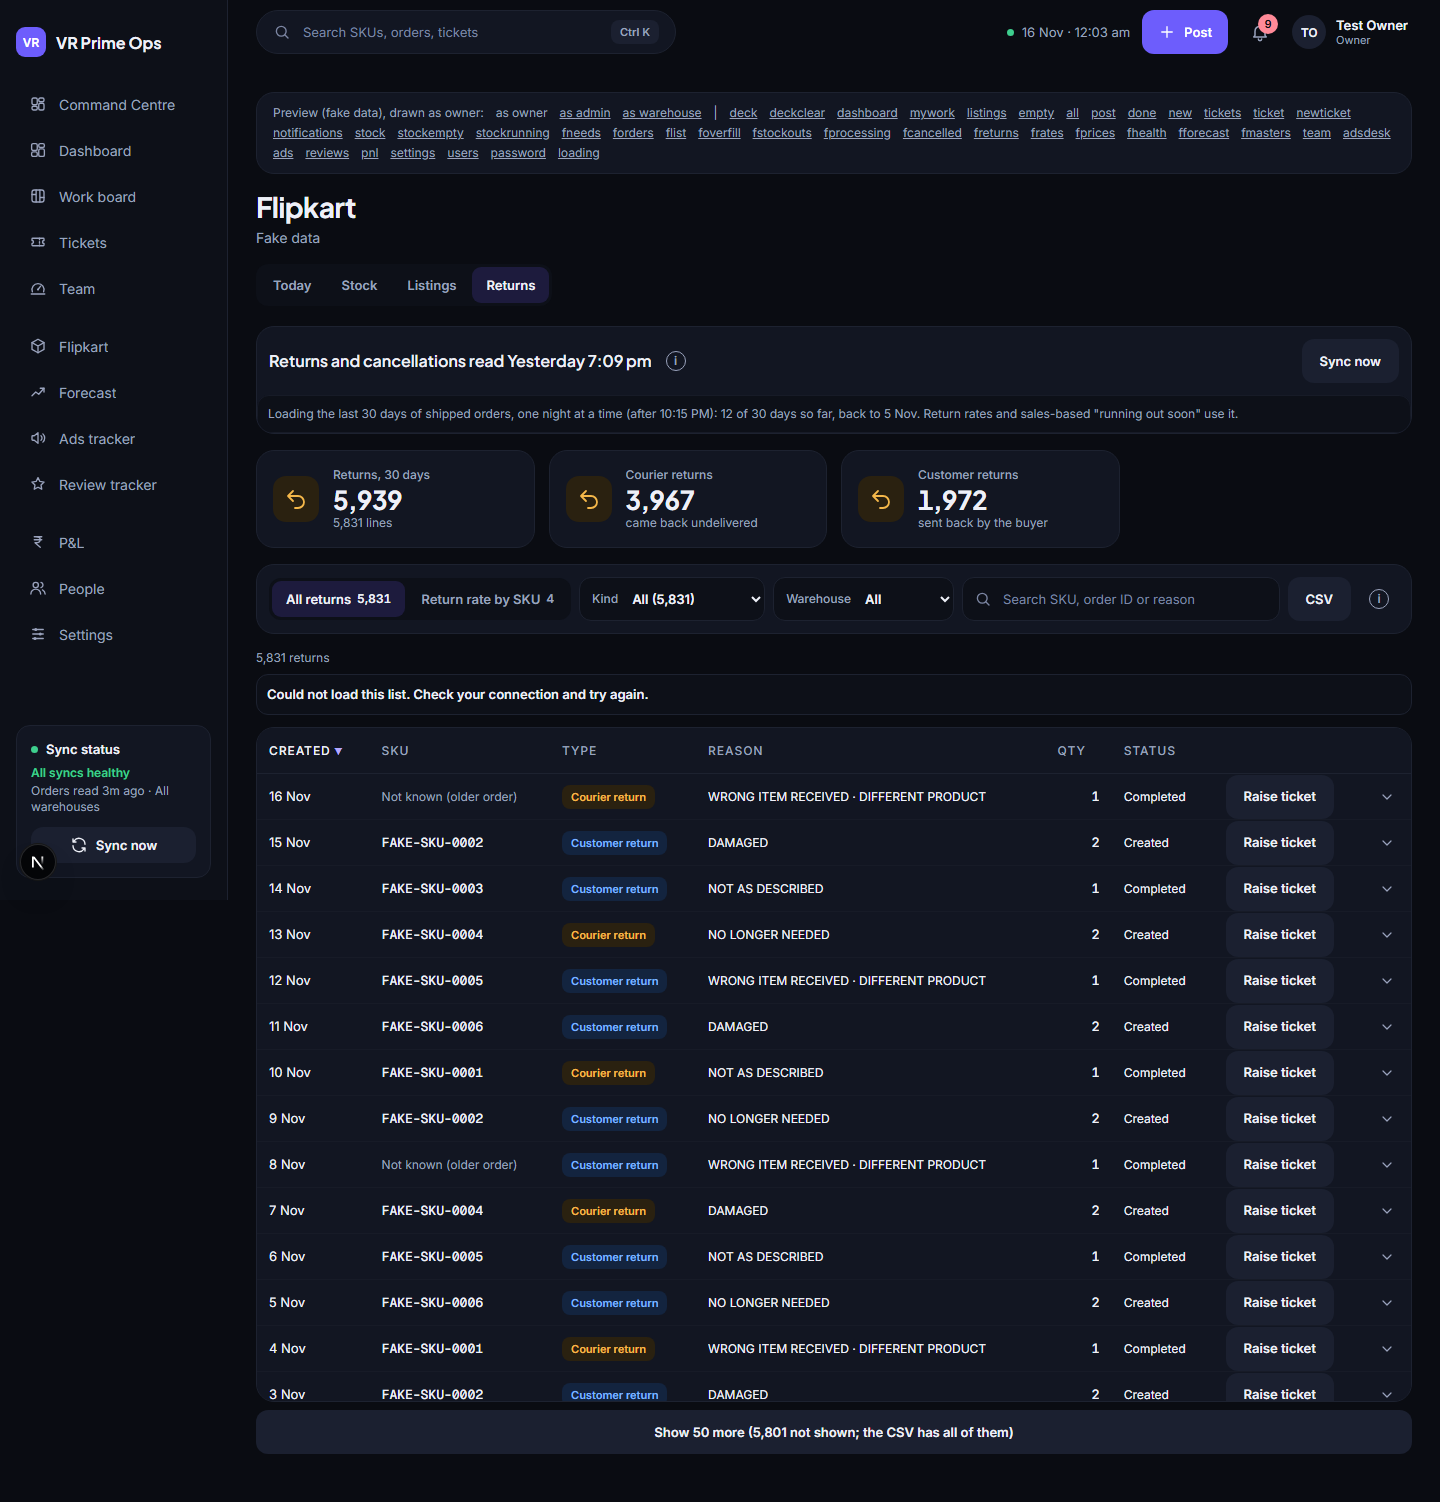 VR VR Prime Ops
Search SKUs, orders, tickets Ctrl K
16 Nov · 12:03 am
+ Post
9
TO Test Owner
Owner
Command Centre
Dashboard
Work board
Tickets
Team
Flipkart
Forecast
Ads tracker
Review tracker
₹ P&L
People
Settings
Sync status
All syncs healthy
Orders read 3m ago · All
warehouses
Sync now
N
Preview (fake data), drawn as owner: as owner as admin as warehouse | deck deckclear dashboard mywork listings empty all post done new tickets ticket newticket
notifications stock stockempty stockrunning fneeds forders flist foverfill fstockouts fprocessing fcancelled freturns frates fprices fhealth fforecast fmasters team adsdesk
ads reviews pnl settings users password loading
Flipkart
Fake data
Today Stock Listings Returns
Returns and cancellations read Yesterday 7:09 pm i
Sync now
Loading the last 30 days of shipped orders, one night at a time (after 10:15 PM): 12 of 30 days so far, back to 5 Nov. Return rates and sales-based "running out soon" use it.
Returns, 30 days
5,939
5,831 lines
Courier returns
3,967
came back undelivered
Customer returns
1,972
sent back by the buyer
All returns 5,831 Return rate by SKU 4 Kind All (5,831) Warehouse All Search SKU, order ID or reason CSV i
5,831 returns
Could not load this list. Check your connection and try again.
CREATED ▼ SKU TYPE REASON QTY STATUS
16 Nov Not known (older order) Courier return WRONG ITEM RECEIVED · DIFFERENT PRODUCT 1 Completed Raise ticket
15 Nov FAKE-SKU-0002 Customer return DAMAGED 2 Created Raise ticket
14 Nov FAKE-SKU-0003 Customer return NOT AS DESCRIBED 1 Completed Raise ticket
13 Nov FAKE-SKU-0004 Courier return NO LONGER NEEDED 2 Created Raise ticket
12 Nov FAKE-SKU-0005 Customer return WRONG ITEM RECEIVED · DIFFERENT PRODUCT 1 Completed Raise ticket
11 Nov FAKE-SKU-0006 Customer return DAMAGED 2 Created Raise ticket
10 Nov FAKE-SKU-0001 Courier return NOT AS DESCRIBED 1 Completed Raise ticket
9 Nov FAKE-SKU-0002 Customer return NO LONGER NEEDED 2 Created Raise ticket
8 Nov Not known (older order) Customer return WRONG ITEM RECEIVED · DIFFERENT PRODUCT 1 Completed Raise ticket
7 Nov FAKE-SKU-0004 Courier return DAMAGED 2 Created Raise ticket
6 Nov FAKE-SKU-0005 Customer return NOT AS DESCRIBED 1 Completed Raise ticket
5 Nov FAKE-SKU-0006 Customer return NO LONGER NEEDED 2 Created Raise ticket
4 Nov FAKE-SKU-0001 Courier return WRONG ITEM RECEIVED · DIFFERENT PRODUCT 1 Completed Raise ticket
3 Nov FAKE-SKU-0002 Customer return DAMAGED 2 Created Raise ticket
Show 50 more (5,801 not shown; the CSV has all of them)